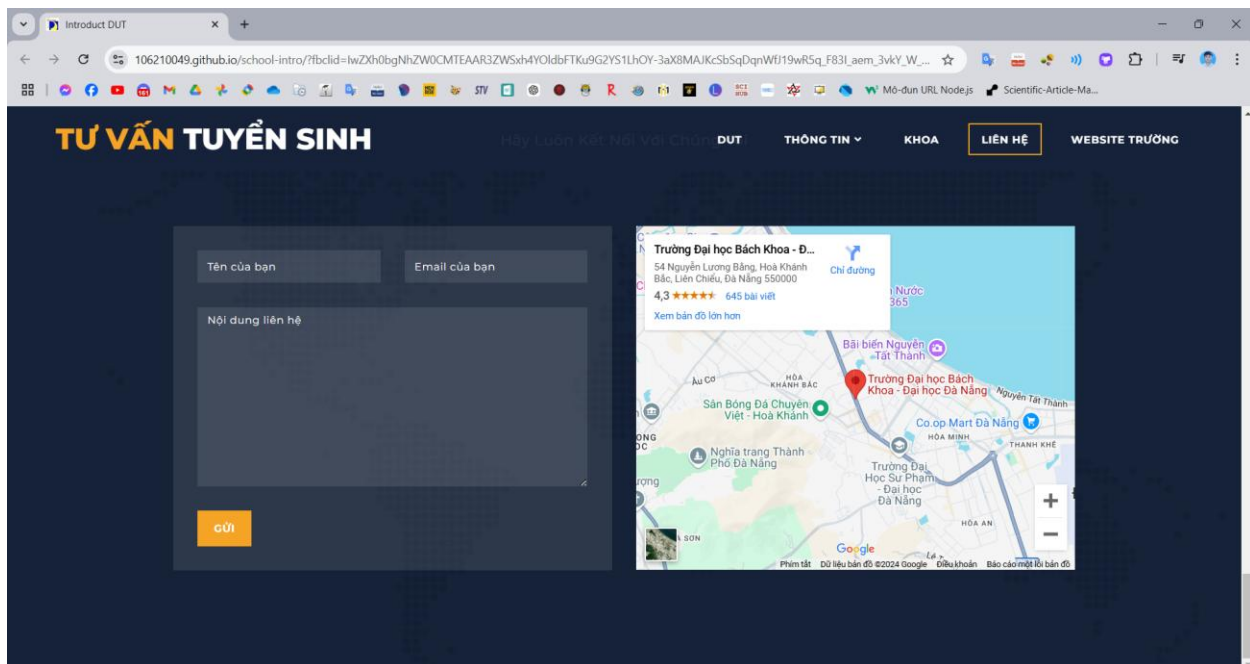 Introduct DUT
106210049.github.io/school-intro/?fbclid=IwZXh0bgNhZW0CMTEAAR3ZWSxh4YOIdbFTKu9G2YS1LhOY-3aX8MAJKcSbSqDqnWfJ19wR5q_F83I_aem_3vkY_W_...
STV
R
SCI HUB
Mô-đun URL Node.js
Scientific-Article-Ma...
TƯ VẤN TUYỂN SINH
Hãy Luôn Kết Nối Với
DUT
THÔNG TIN
KHOA
LIÊN HỆ
WEBSITE TRƯỜNG
Tên của bạn
Email của bạn
Nội dung liên hệ
GỬI
Trường Đại học Bách Khoa - Đ...
54 Nguyễn Lương Bằng, Hoà Khánh
Bắc, Liên Chiểu, Đà Nẵng 550000
Chỉ đường
4,3
645 bài viết
Xem bản đồ lớn hơn
Nước
365
Bãi biển Nguyễn
Tất Thành
Trường Đại học Bách
Khoa - Đại học Đà Nẵng
Nguyễn Tất Thành
Âu Cơ
HÒA
KHÁNH BẮC
Sân Bóng Đá Chuyên
Việt - Hoà Khánh
Co.op Mart Đà Nẵng
HÒA MINH
THANH KHÊ
Nghĩa trang Thành
Phố Đà Nẵng
Trường Đại
Học Sư Phạm
- Đại học
Đà Nẵng
HÒA AN
SƠN
Google
Phím tắt
Dữ liệu bản đồ ©2024 Google
Điều khoản
Báo cáo một lỗi bản đồ